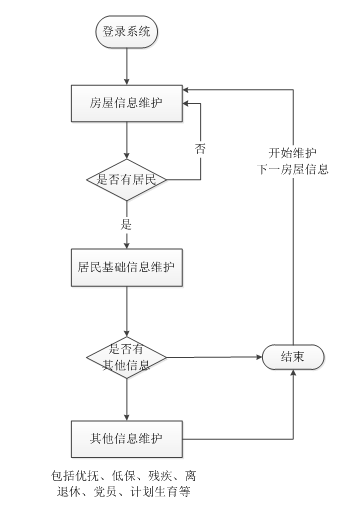 登录系统
房屋信息维护
否
开始维护
下一房屋信息
是否有居民
是
居民基础信息维护
是否有
其他信息
结束
其他信息维护
包括优抚、低保、残疾、离
退休、党员、计划生育等